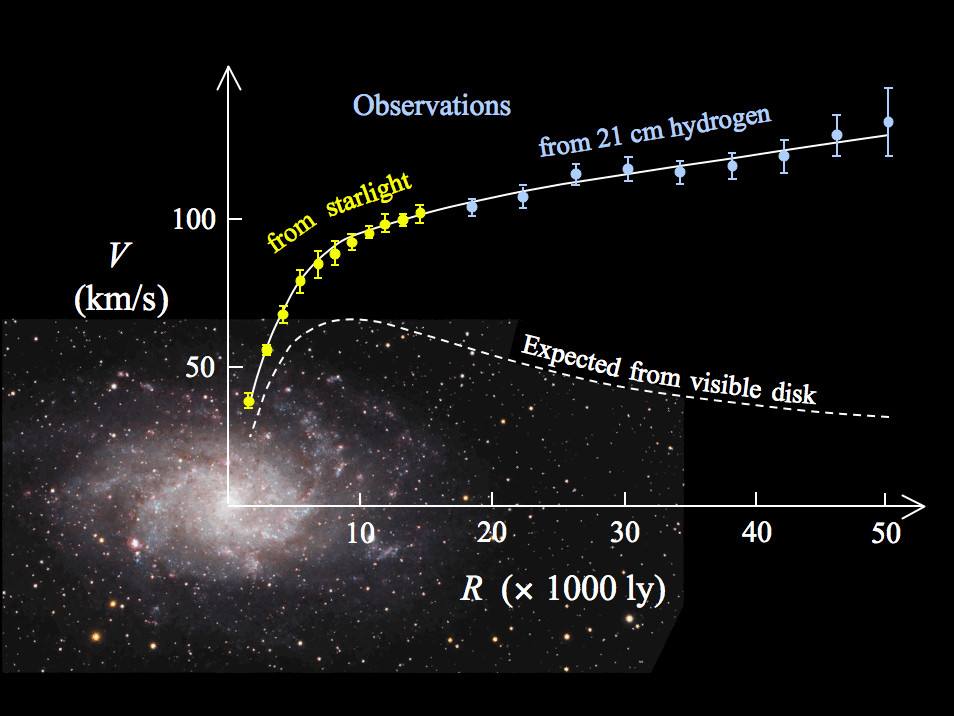 Observations
from 21 cm hydrogen
from starlight
100
V
(km/s)
50
Expected from visible disk
10 20 30 40 50
R (× 1000 ly)